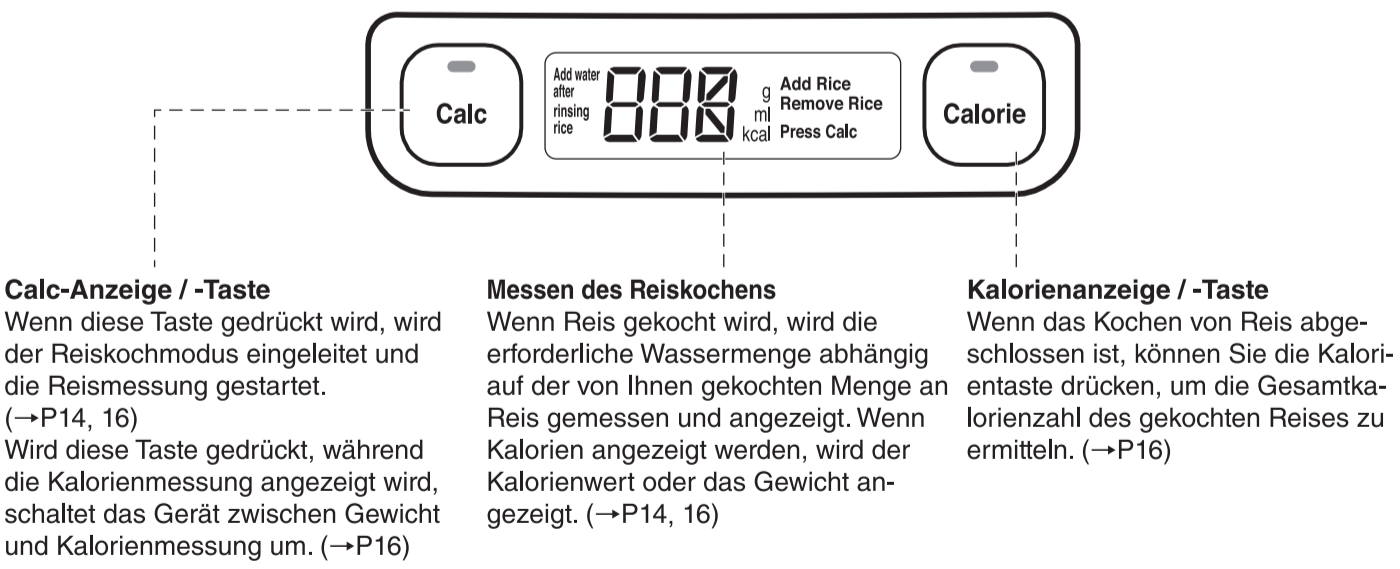 Calc
Add water
after
rinsing
rice
g
ml
kcal
Add Rice
Remove Rice
Press Calc
Calorie
Calc-Anzeige / -Taste
Wenn diese Taste gedrückt wird, wird
der Reiskochmodus eingeleitet und
die Reismessung gestartet.
(→P14, 16)
Wird diese Taste gedrückt, während
die Kalorienmessung angezeigt wird,
schaltet das Gerät zwischen Gewicht
und Kalorienmessung um. (→P16)
Messen des Reiskochens
Wenn Reis gekocht wird, wird die
erforderliche Wassermenge abhängig
auf der von Ihnen gekochten Menge an
Reis gemessen und angezeigt. Wenn
Kalorien angezeigt werden, wird der
Kalorienwert oder das Gewicht an-
gezeigt. (→P14, 16)
Kalorienanzeige / -Taste
Wenn das Kochen von Reis abge-
schlossen ist, können Sie die Kalori-
entaste drücken, um die Gesamtka-
lorienzahl des gekochten Reises zu
ermitteln. (→P16)